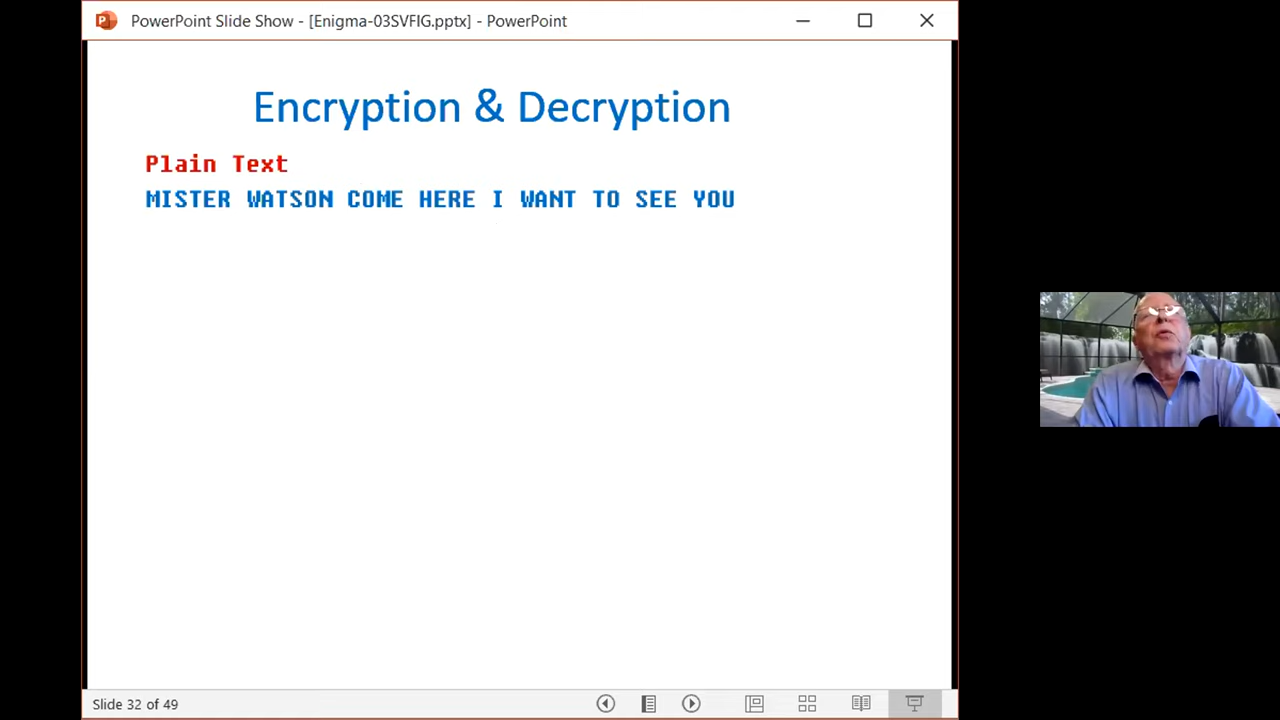 PowerPoint Slide Show - [Enigma-03SVFIG.pptx] - PowerPoint
Encryption & Decryption
Plain Text
MISTER WATSON COME HERE I WANT TO SEE YOU
Slide 32 of 49